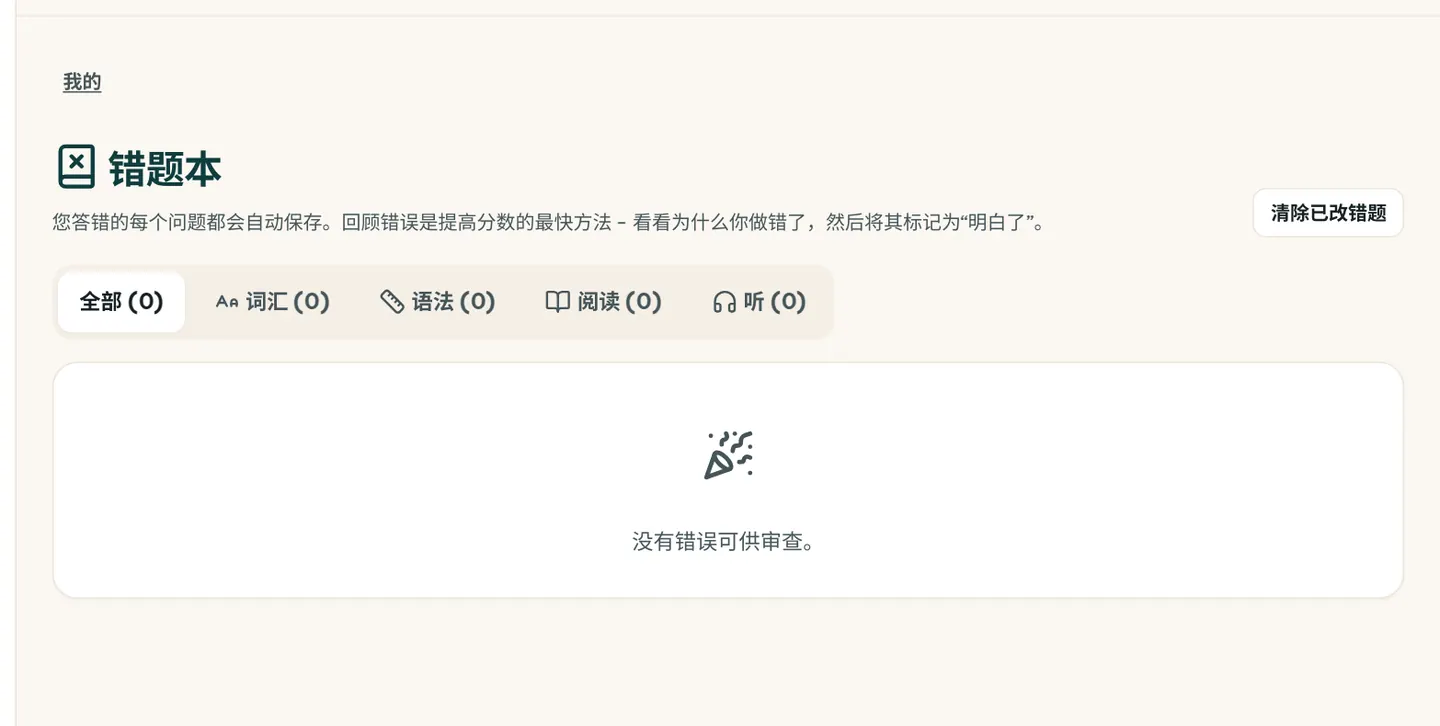 我的
错题本
您答错的每个问题都会自动保存。回顾错误是提高分数的最快方法 – 看看为什么你做错了，然后将其标记为“明白了”。
清除已改错题
全部 (0) Aa 词汇 (0) 语法 (0) 阅读 (0) 听 (0)
没有错误可供审查。